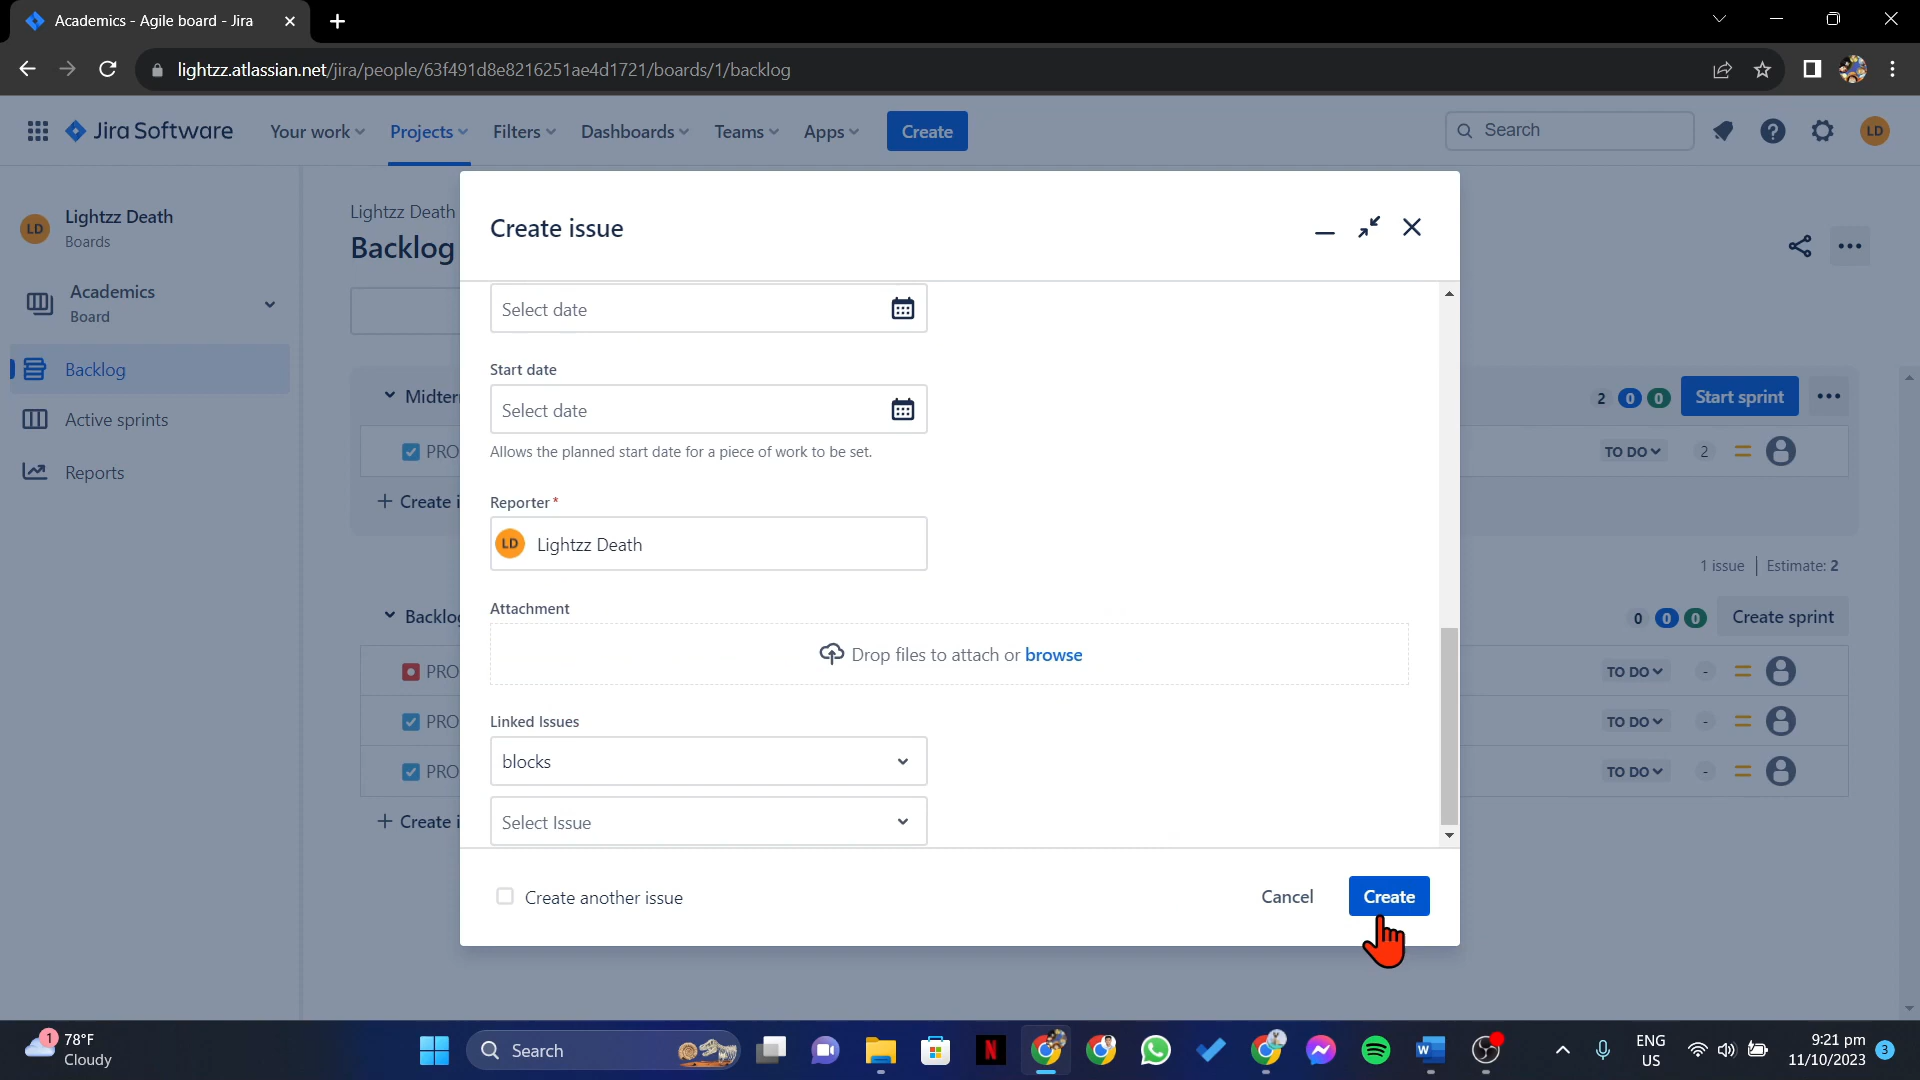 Academics - Agile board - Jira
lightzz.atlassian.net/jira/people/63f491d8e8216251ae4d1721/boards/1/backlog
Jira Software
Your work
Projects
Filters
Dashboards
Teams
Apps
Create
Search
LD
LD
Lightzz Death
Boards
Academics
Board
Backlog
Active sprints
Reports
Lightzz Death
Backlog
Create issue
Select date
Start date
Select date
Allows the planned start date for a piece of work to be set.
Reporter *
LD Lightzz Death
Attachment
Drop files to attach or browse
Linked Issues
blocks
Select Issue
Create another issue
Cancel
Create
Midter
2 0 0 Start sprint
PRO
TO DO 2
+ Create i
1 issue Estimate: 2
Backlog
0 0 0 Create sprint
PRO
TO DO -
PRO
TO DO -
PRO
TO DO -
+ Create i
1
78°F
Cloudy
Search
N
W
ENG
US
9:21 pm
11/10/2023
3